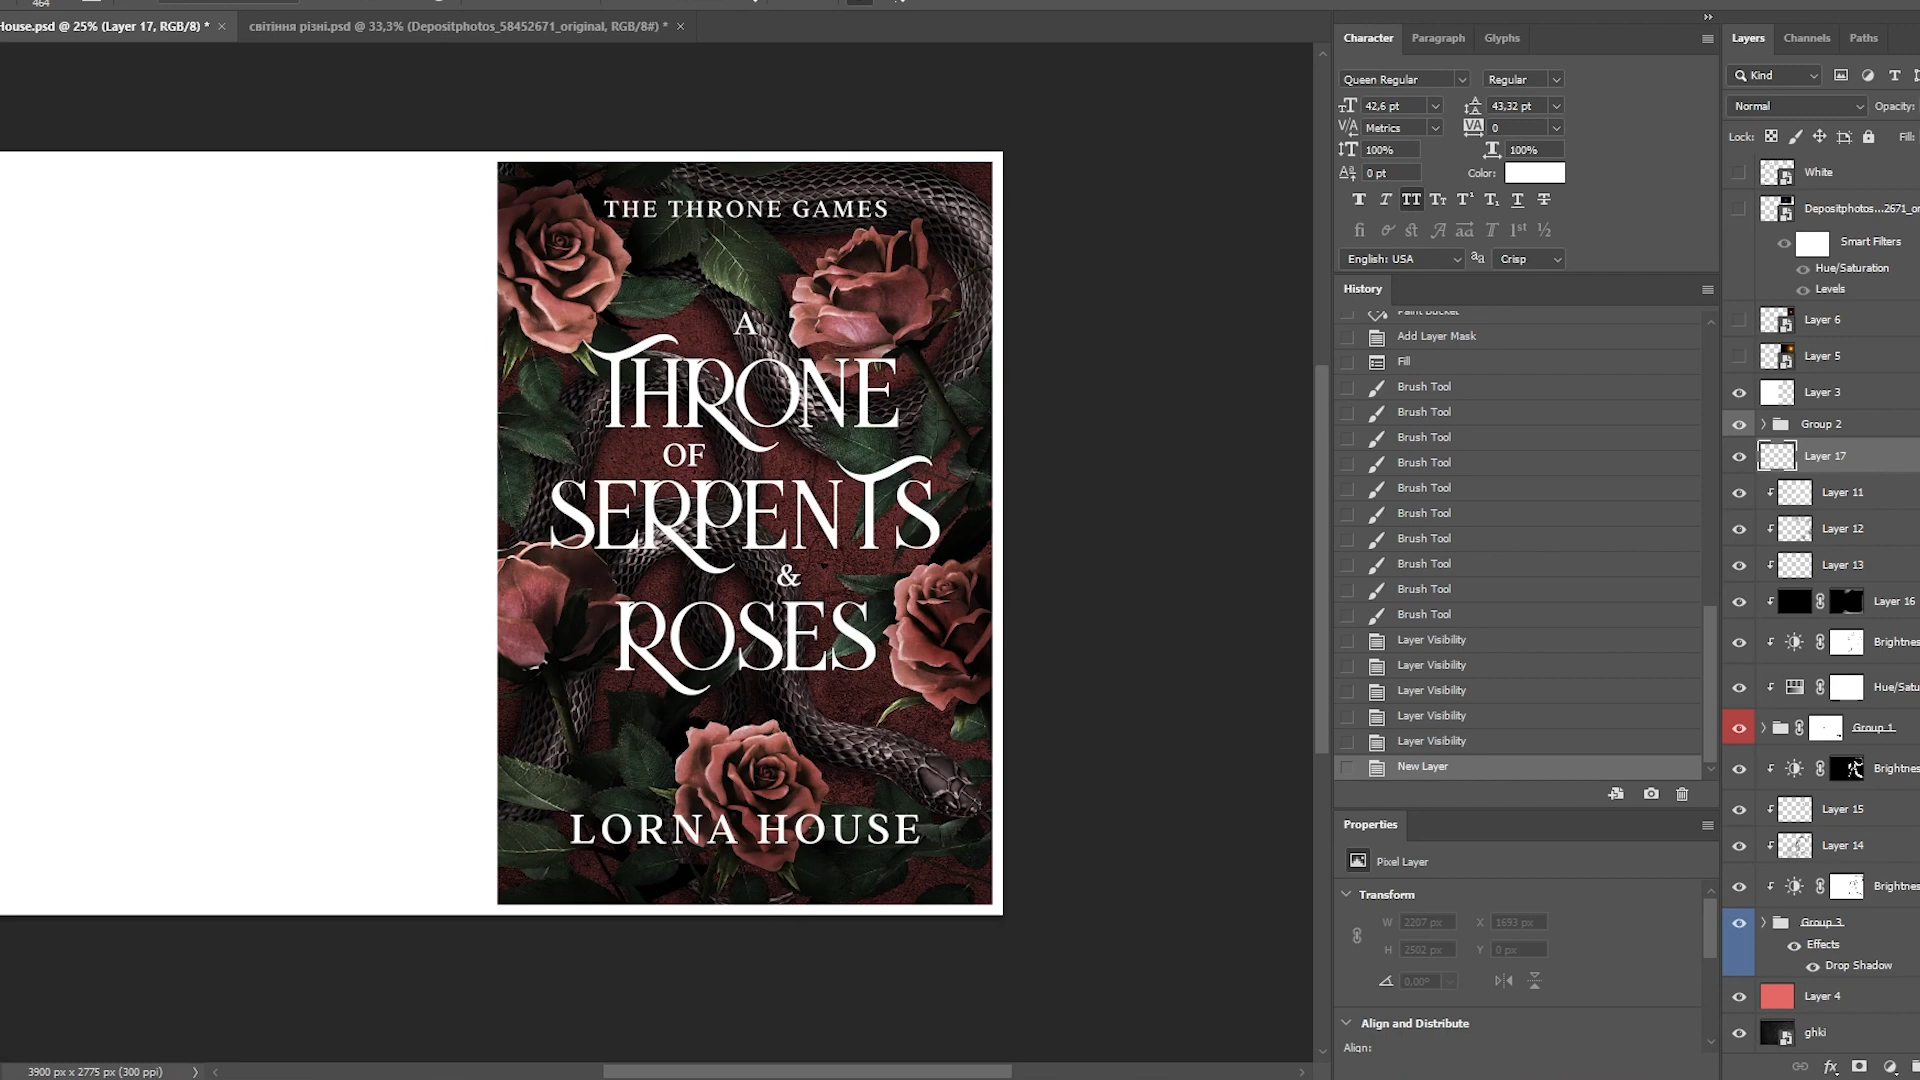 464
House.psd @ 25% (Layer 17, RGB/8) *
світіння різні.psd @ 33,3% (Depositphotos_58452671_original, RGB/8#) *
THE THRONE GAMES
A
THRONE
OF
SERPENTS
&
ROSES
LORNA HOUSE
3900 px x 2775 px (300 ppi)
Character
Paragraph
Glyphs
Queen Regular
Regular
42,6 pt
43,32 pt
Metrics
0
100%
100%
0 pt
Color:
English: USA
Crisp
History
Paint Bucket
Add Layer Mask
Fill
Brush Tool
Brush Tool
Brush Tool
Brush Tool
Brush Tool
Brush Tool
Brush Tool
Brush Tool
Brush Tool
Brush Tool
Layer Visibility
Layer Visibility
Layer Visibility
Layer Visibility
Layer Visibility
New Layer
Properties
Pixel Layer
Transform
W 2207 px X 1693 px
H 2502 px Y 0 px
0,00°
Align and Distribute
Align:
Layers
Channels
Paths
Kind
Normal
Opacity:
Lock:
Fill:
White
Depositphotos...2671_or
Smart Filters
Hue/Saturation
Levels
Layer 6
Layer 5
Layer 3
Group 2
Layer 17
Layer 11
Layer 12
Layer 13
Layer 16
Brightnes
Hue/Satu
Group 1
Brightnes
Layer 15
Layer 14
Brightnes
Group 3
Effects
Drop Shadow
Layer 4
ghki